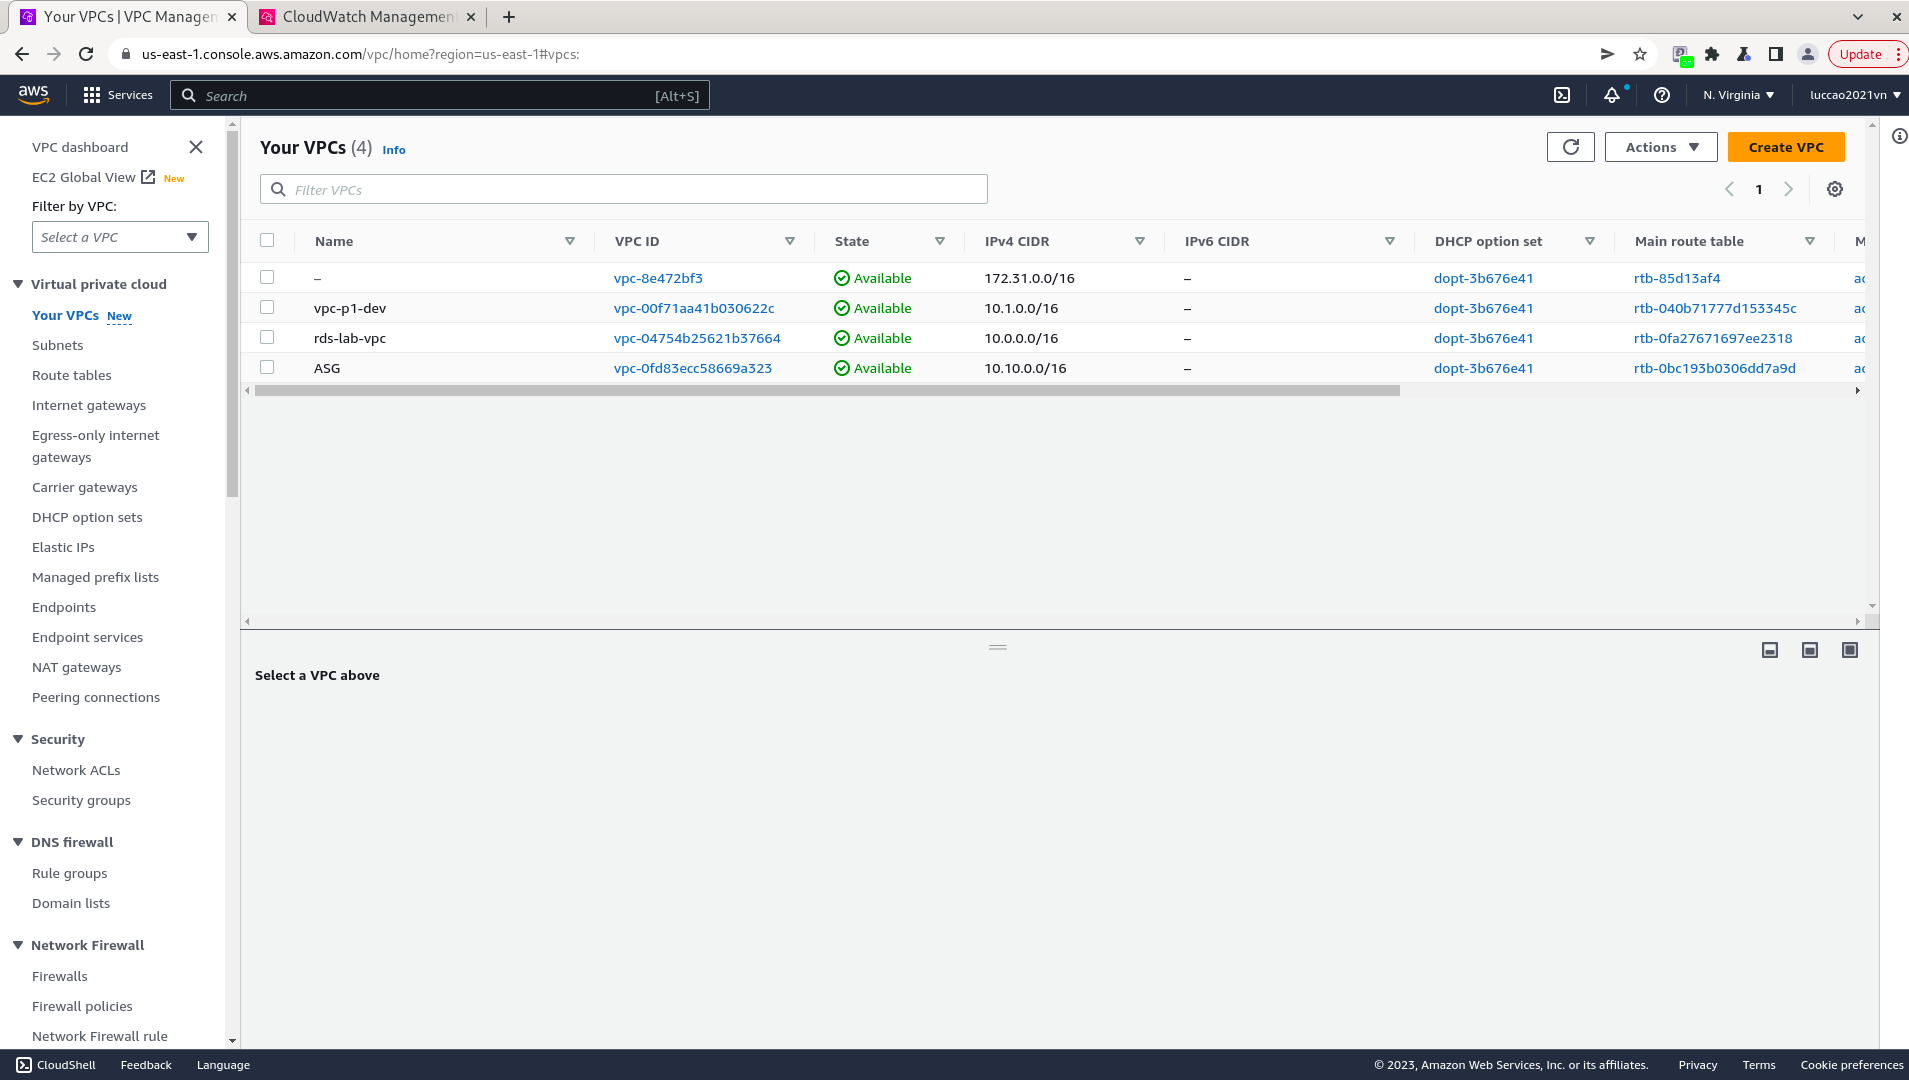 Your VPCs | VPC Manager
CloudWatch Management
us-east-1.console.aws.amazon.com/vpc/home?region=us-east-1#vpcs:
Update
aws
Services
Search
[Alt+S]
N. Virginia
luccao2021vn
VPC dashboard
EC2 Global View New
Filter by VPC:
Select a VPC
Virtual private cloud
Your VPCs New
Subnets
Route tables
Internet gateways
Egress-only internet
gateways
Carrier gateways
DHCP option sets
Elastic IPs
Managed prefix lists
Endpoints
Endpoint services
NAT gateways
Peering connections
Security
Network ACLs
Security groups
DNS firewall
Rule groups
Domain lists
Network Firewall
Firewalls
Firewall policies
Network Firewall rule
Your VPCs (4) Info
Actions
Create VPC
Filter VPCs
1
Name VPC ID State IPv4 CIDR IPv6 CIDR DHCP option set Main route table M
– vpc-8e472bf3 Available 172.31.0.0/16 – dopt-3b676e41 rtb-85d13af4 ac
vpc-p1-dev vpc-00f71aa41b030622c Available 10.1.0.0/16 – dopt-3b676e41 rtb-040b71777d153345c ac
rds-lab-vpc vpc-04754b25621b37664 Available 10.0.0.0/16 – dopt-3b676e41 rtb-0fa27671697ee2318 ac
ASG vpc-0fd83ecc58669a323 Available 10.10.0.0/16 – dopt-3b676e41 rtb-0bc193b0306dd7a9d ac
Select a VPC above
CloudShell Feedback Language © 2023, Amazon Web Services, Inc. or its affiliates. Privacy Terms Cookie preferences